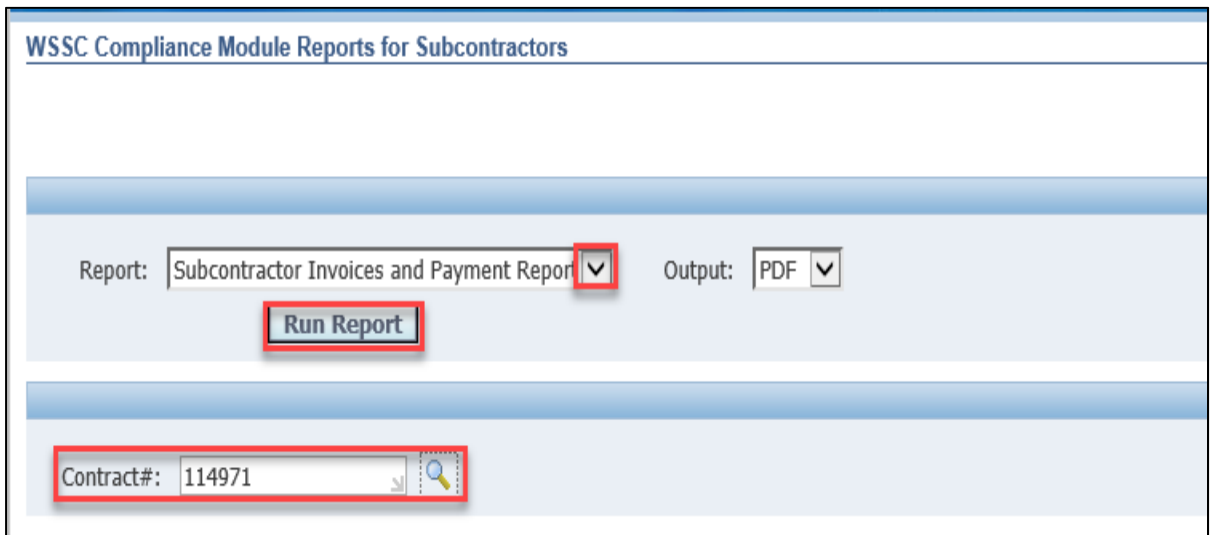 WSSC Compliance Module Reports for Subcontractors
Report: Subcontractor Invoices and Payment Report Output: PDF
Run Report
Contract#: 114971